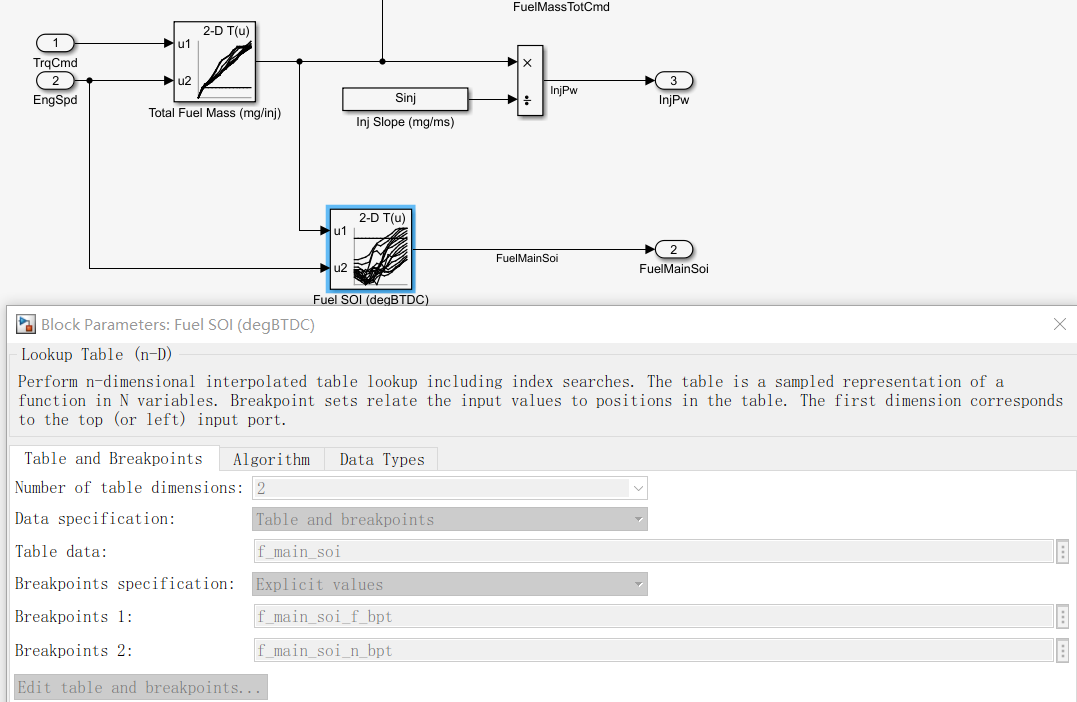 FuelMassTotCmd
2-D T(u)
1
u1
TrqCmd
×
2
u2
InjPw
3
EngSpd
Sinj
÷
InjPw
Total Fuel Mass (mg/inj)
Inj Slope (mg/ms)
2-D T(u)
u1
2
FuelMainSoi
u2
FuelMainSoi
Fuel SOI (degBTDC)
Block Parameters: Fuel SOI (degBTDC)
Lookup Table (n-D)
Perform n-dimensional interpolated table lookup including index searches. The table is a sampled representation of a
function in N variables. Breakpoint sets relate the input values to positions in the table. The first dimension corresponds
to the top (or left) input port.
Table and Breakpoints Algorithm Data Types
Number of table dimensions: 2
Data specification: Table and breakpoints
Table data: f_main_soi
Breakpoints specification: Explicit values
Breakpoints 1: f_main_soi_f_bpt
Breakpoints 2: f_main_soi_n_bpt
Edit table and breakpoints...